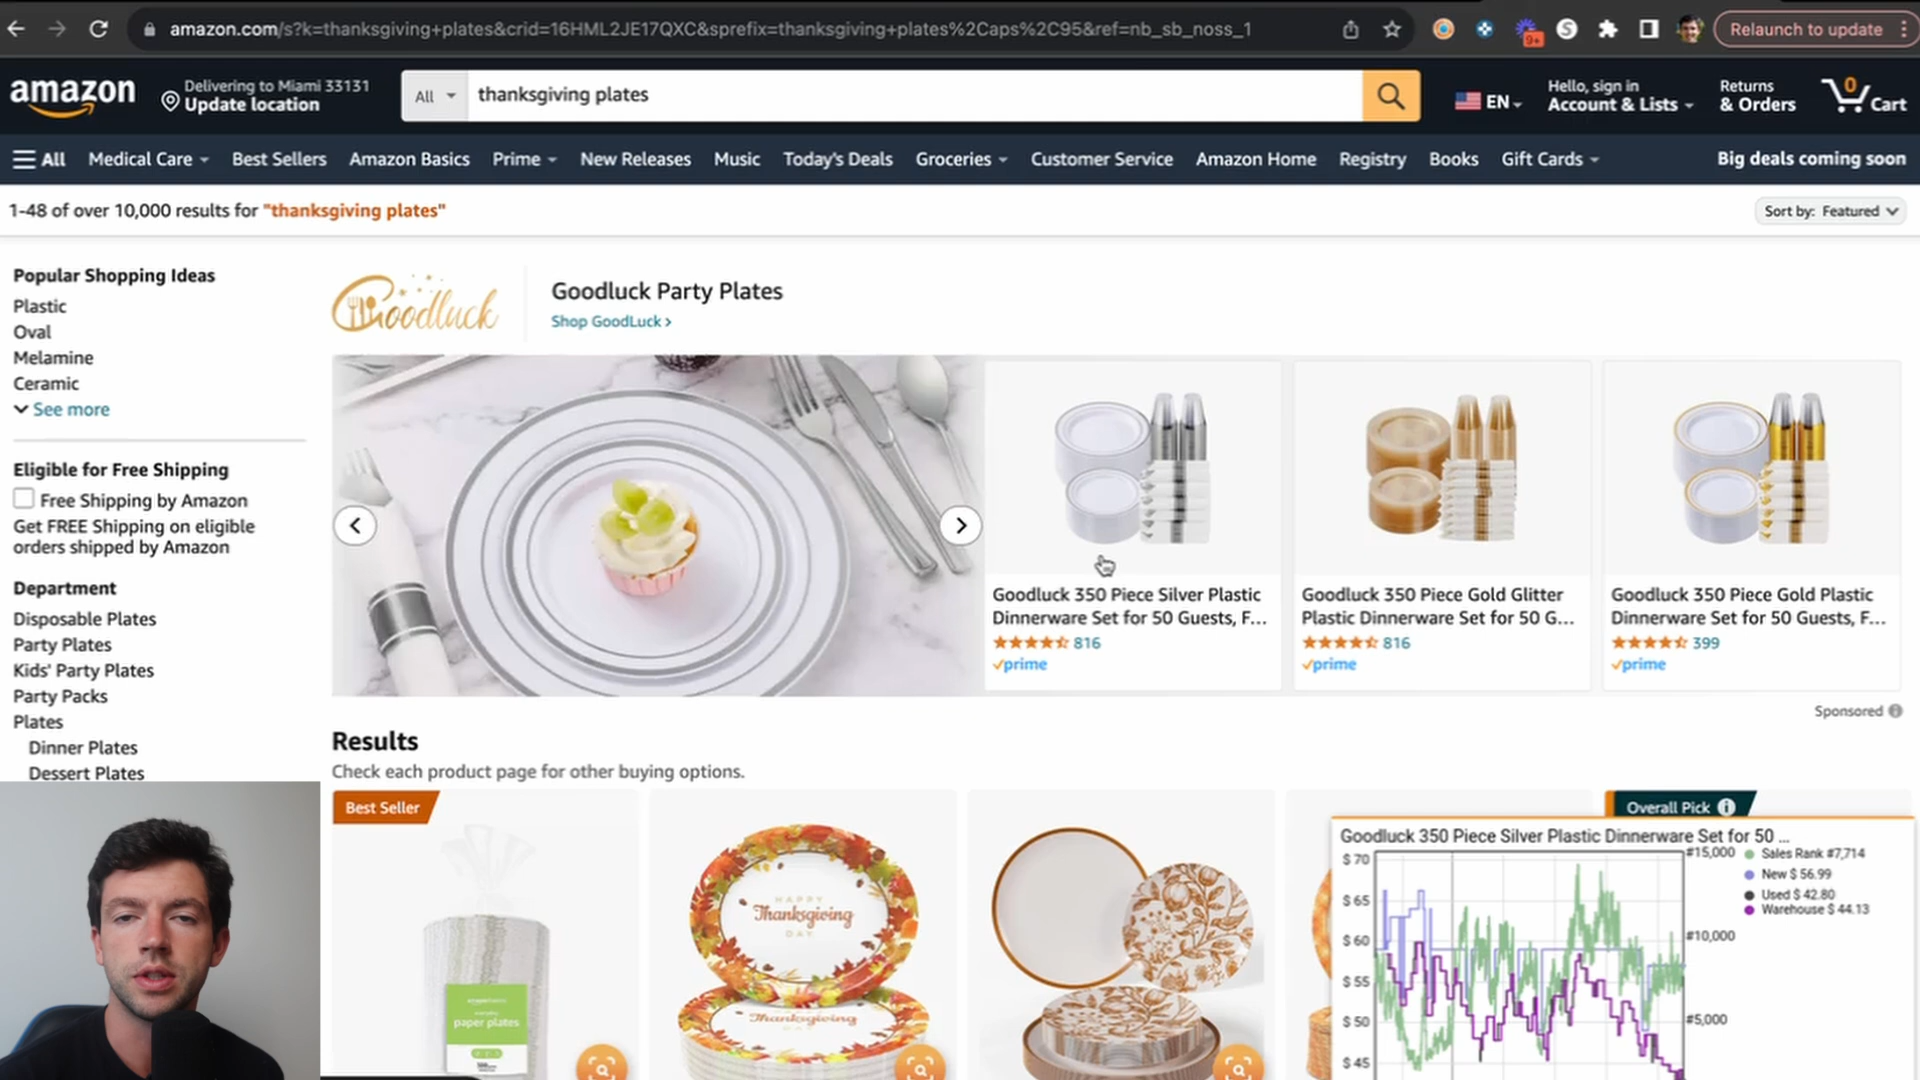 amazon.com/s?k=thanksgiving+plates&crid=16HML2JE17QXC&sprefix=thanksgiving+plates%2Caps%2C95&ref=nb_sb_noss_1
9+
Relaunch to update
amazon
Delivering to Miami 33131
Update location
All
thanksgiving plates
EN
Hello, sign in
Account & Lists
Returns
& Orders
0
Cart
All
Medical Care
Best Sellers
Amazon Basics
Prime
New Releases
Music
Today's Deals
Groceries
Customer Service
Amazon Home
Registry
Books
Gift Cards
Big deals coming soon
1-48 of over 10,000 results for "thanksgiving plates"
Sort by: Featured
Popular Shopping Ideas
Plastic
Oval
Melamine
Ceramic
See more
Eligible for Free Shipping
Free Shipping by Amazon
Get FREE Shipping on eligible
orders shipped by Amazon
Department
Disposable Plates
Party Plates
Kids' Party Plates
Party Packs
Plates
Dinner Plates
Dessert Plates
Goodluck
Goodluck Party Plates
Shop GoodLuck ›
Goodluck 350 Piece Silver Plastic
Dinnerware Set for 50 Guests, F...
816
prime
Goodluck 350 Piece Gold Glitter
Plastic Dinnerware Set for 50 G...
816
prime
Goodluck 350 Piece Gold Plastic
Dinnerware Set for 50 Guests, F...
399
prime
Sponsored
Results
Check each product page for other buying options.
Best Seller
paper plates
HAPPY
Thanksgiving
DAY
Thanksgiving
Overall Pick
Goodluck 350 Piece Silver Plastic Dinnerware Set for 50 ...
$ 70
$ 65
$ 60
$ 55
$ 50
$ 45
#15,000
#10,000
#5,000
Sales Rank #7,714
New $ 56.99
Used $ 42.80
Warehouse $ 44.13